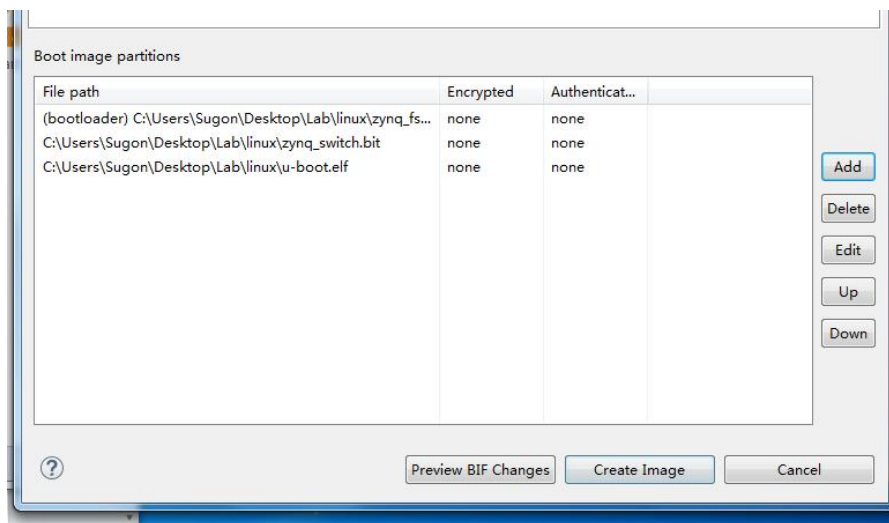 Boot image partitions
File path Encrypted Authenticat...
(bootloader) C:\Users\Sugon\Desktop\Lab\linux\zynq_fs... none none
C:\Users\Sugon\Desktop\Lab\linux\zynq_switch.bit none none
C:\Users\Sugon\Desktop\Lab\linux\u-boot.elf none none
Add
Delete
Edit
Up
Down
? Preview BIF Changes Create Image Cancel